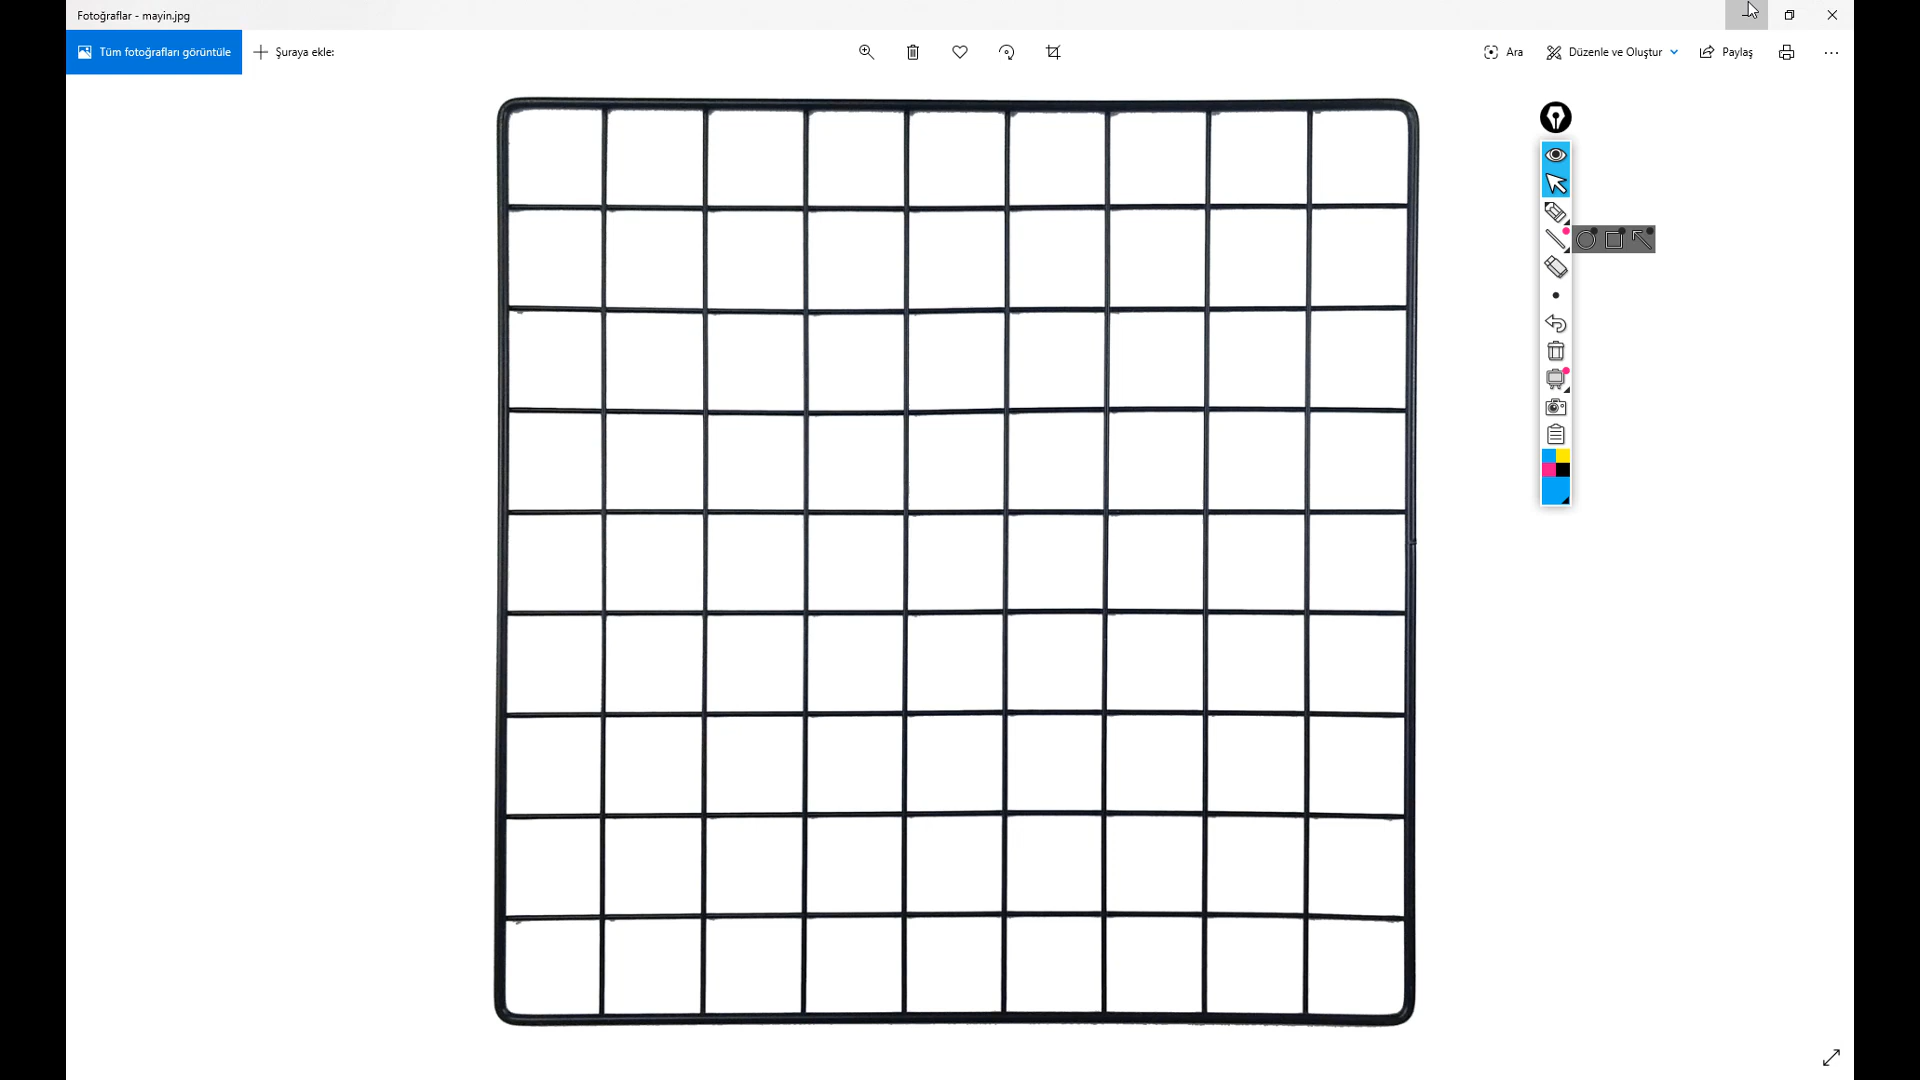 Fotoğraflar - mayin.jpg
Tüm fotoğrafları görüntüle
Şuraya ekle:
Ara
Düzenle ve Oluştur
Paylaş